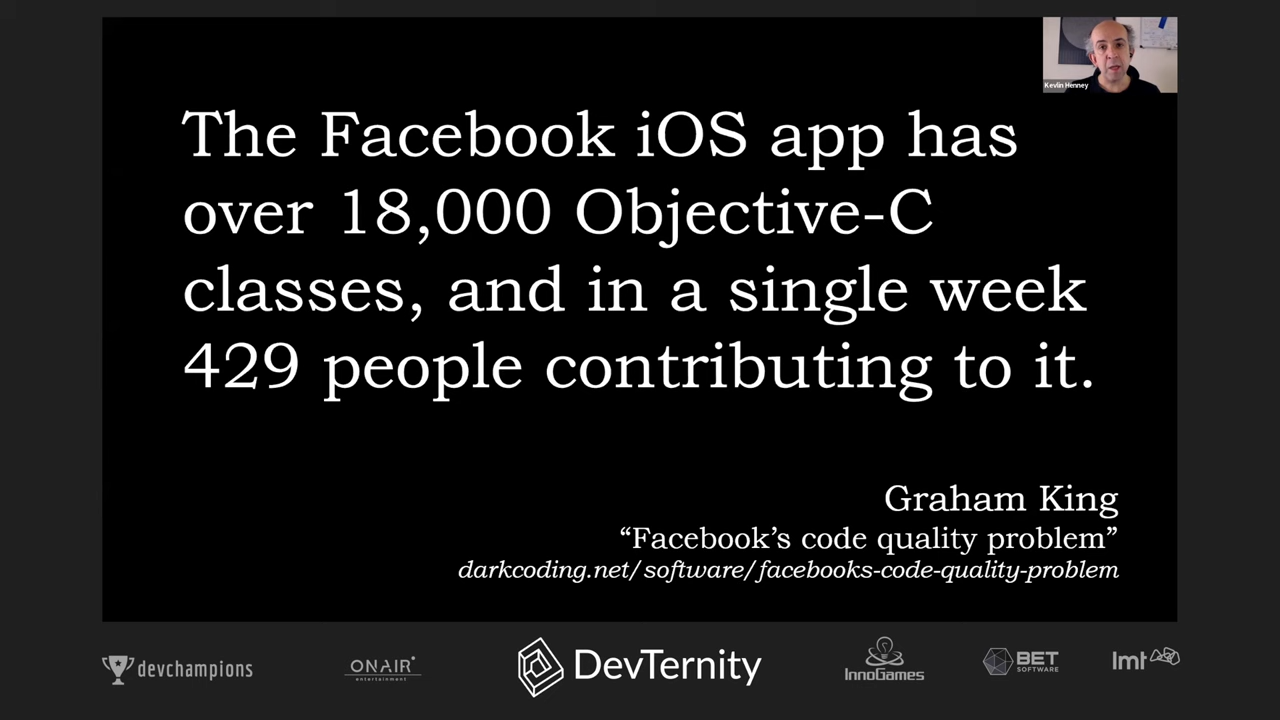 Kevlin Henney
The Facebook iOS app has
over 18,000 Objective-C
classes, and in a single week
429 people contributing to it.
Graham King
“Facebook’s code quality problem”
darkcoding.net/software/facebooks-code-quality-problem
devchampions
ONAIR
entertainment
DevTernity
InnoGames
BET
SOFTWARE
lmt